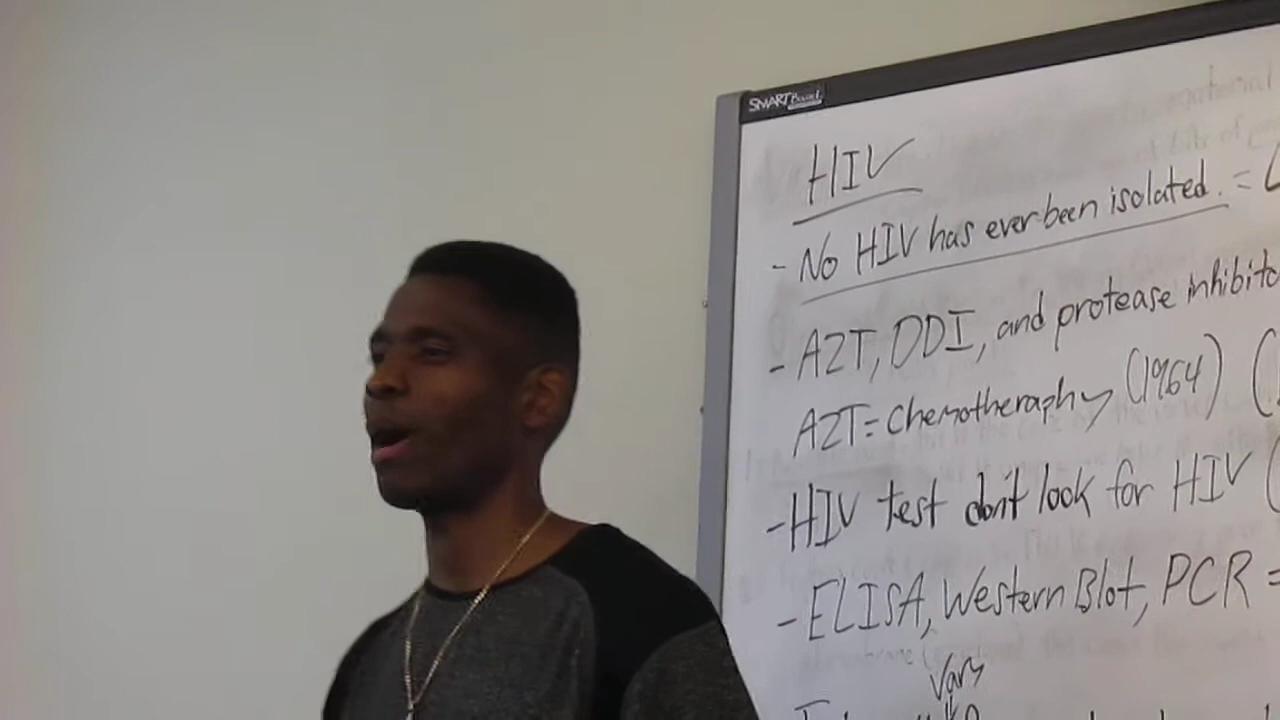 SMART Board
HIV
- No HIV has ever been isolated. =
- AZT, DDI, and protease inhibito
AZT = Chemotheraphy (1964) (
- HIV test don't look for HIV (
- ELISA, Western Blot, PCR =
Vary